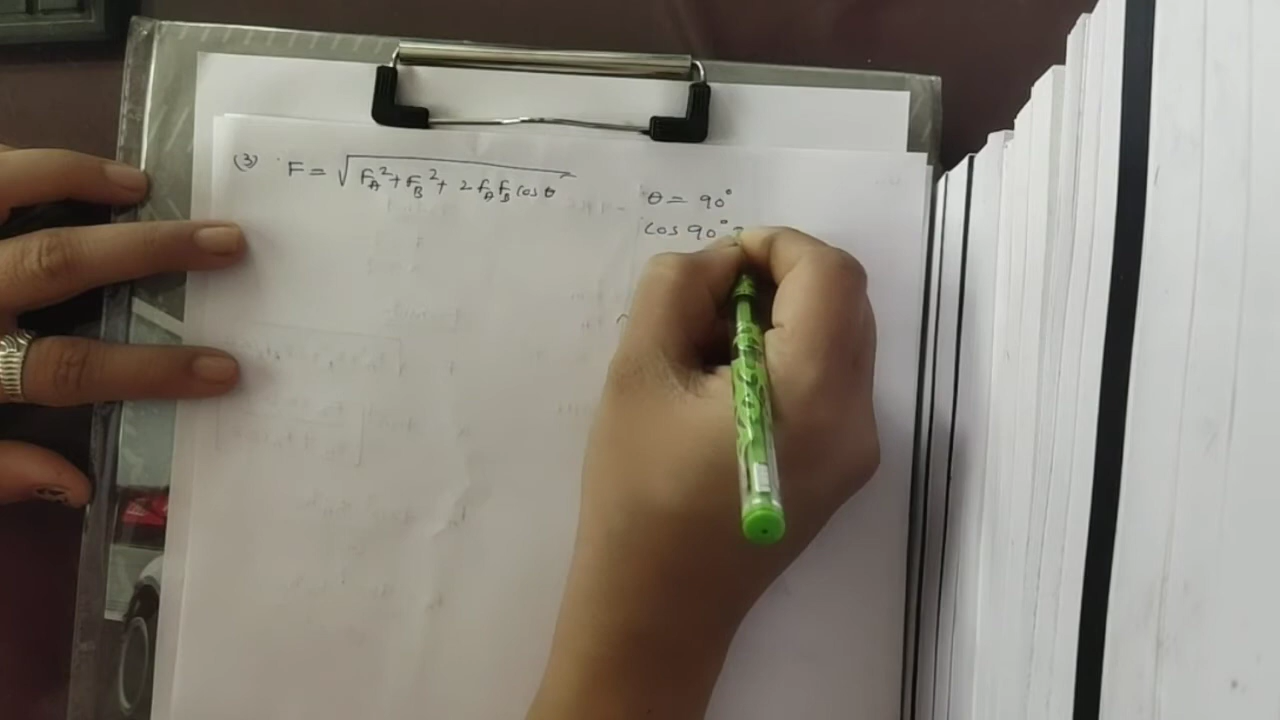 (3) F = √F_A² + F_B² + 2 F_A F_B cos θ
θ = 90°
cos 90°